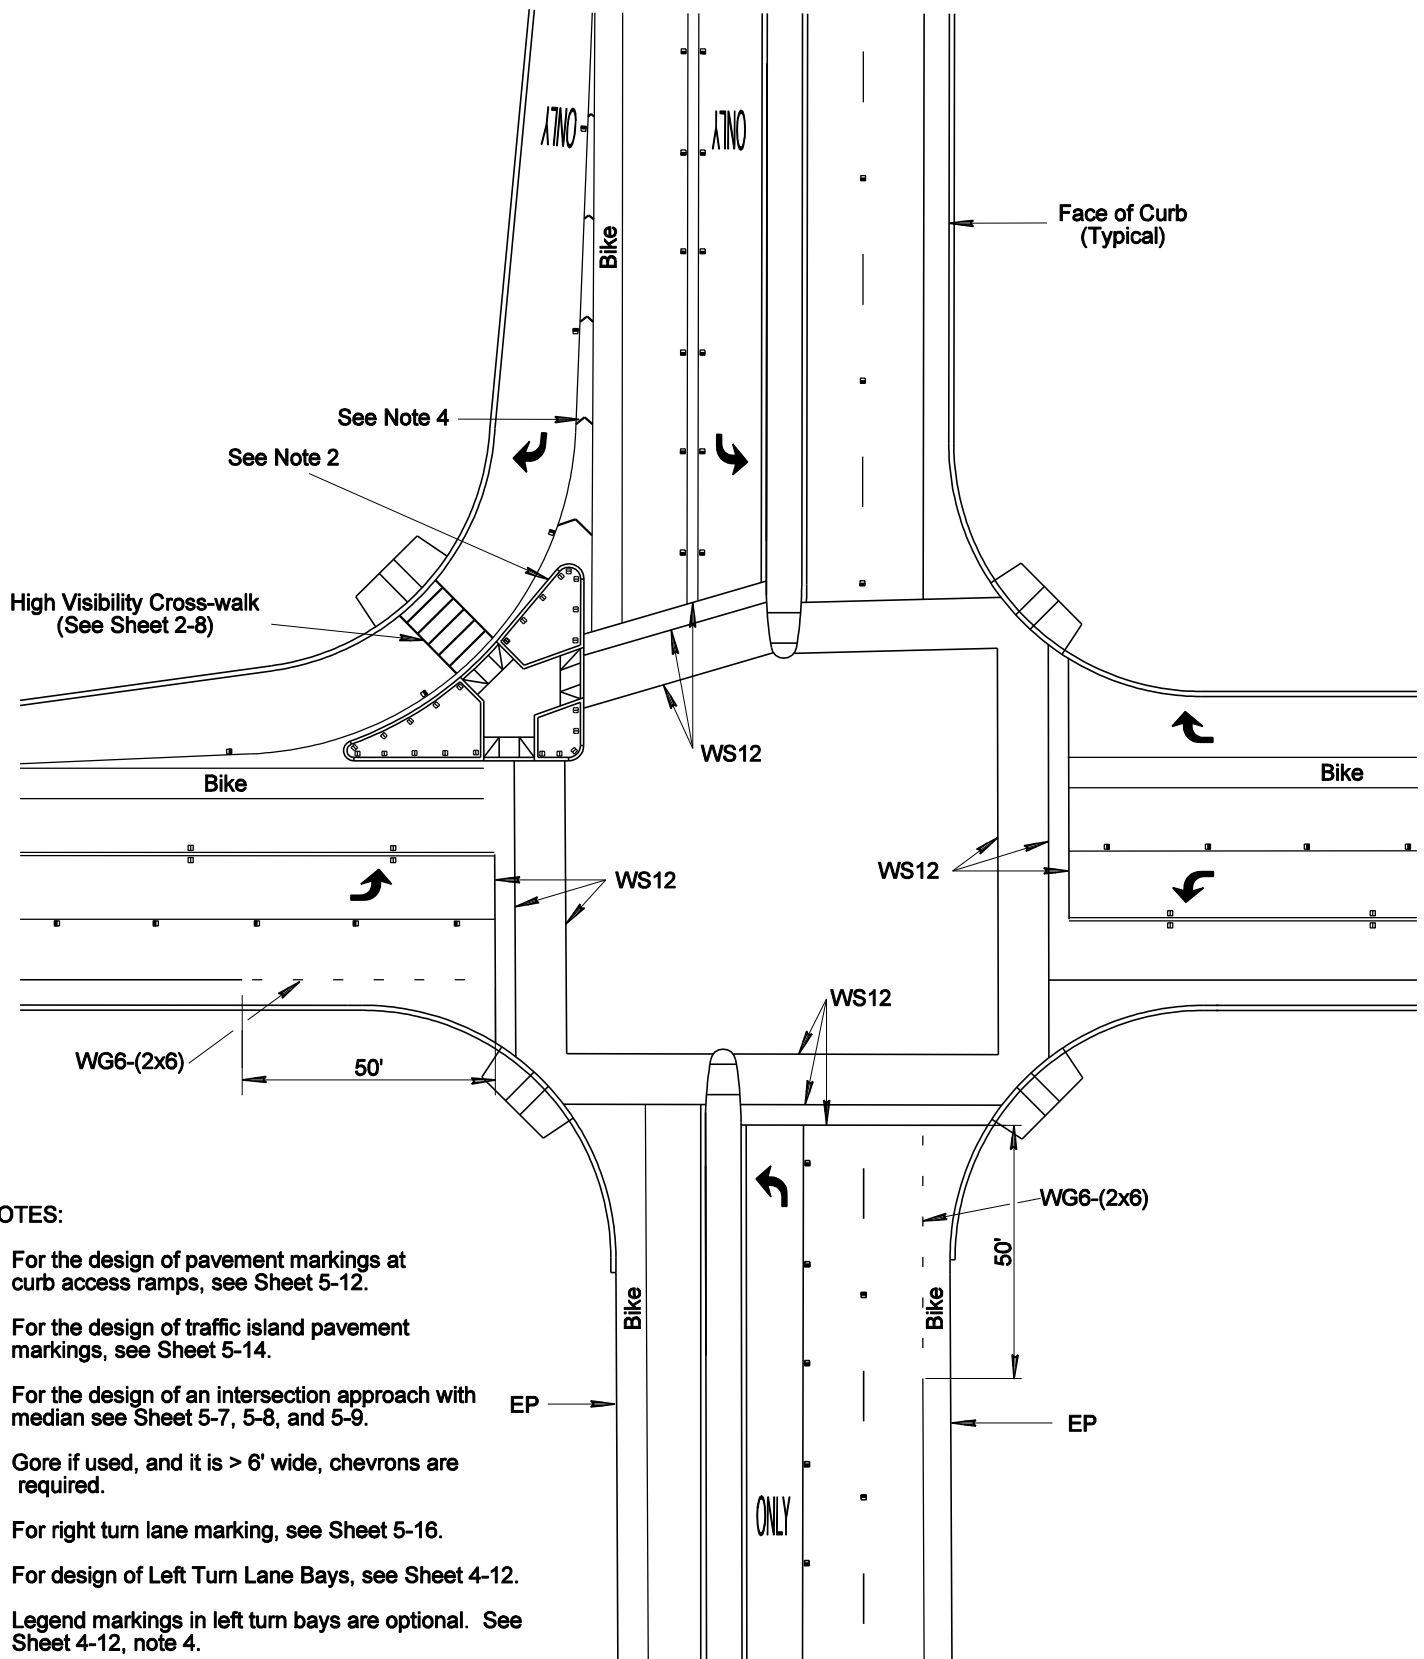 ONLY
ONLY
Bike
Face of Curb
(Typical)
See Note 4
See Note 2
High Visibility Cross-walk
(See Sheet 2-8)
WS12
Bike
Bike
WS12
WS12
WS12
WG6-(2x6)
50'
WG6-(2x6)
50'
Bike
Bike
EP
EP
ONLY
OTES:
For the design of pavement markings at
curb access ramps, see Sheet 5-12.
For the design of traffic island pavement
markings, see Sheet 5-14.
For the design of an intersection approach with
median see Sheet 5-7, 5-8, and 5-9.
Gore if used, and it is > 6' wide, chevrons are
required.
For right turn lane marking, see Sheet 5-16.
For design of Left Turn Lane Bays, see Sheet 4-12.
Legend markings in left turn bays are optional. See
Sheet 4-12, note 4.